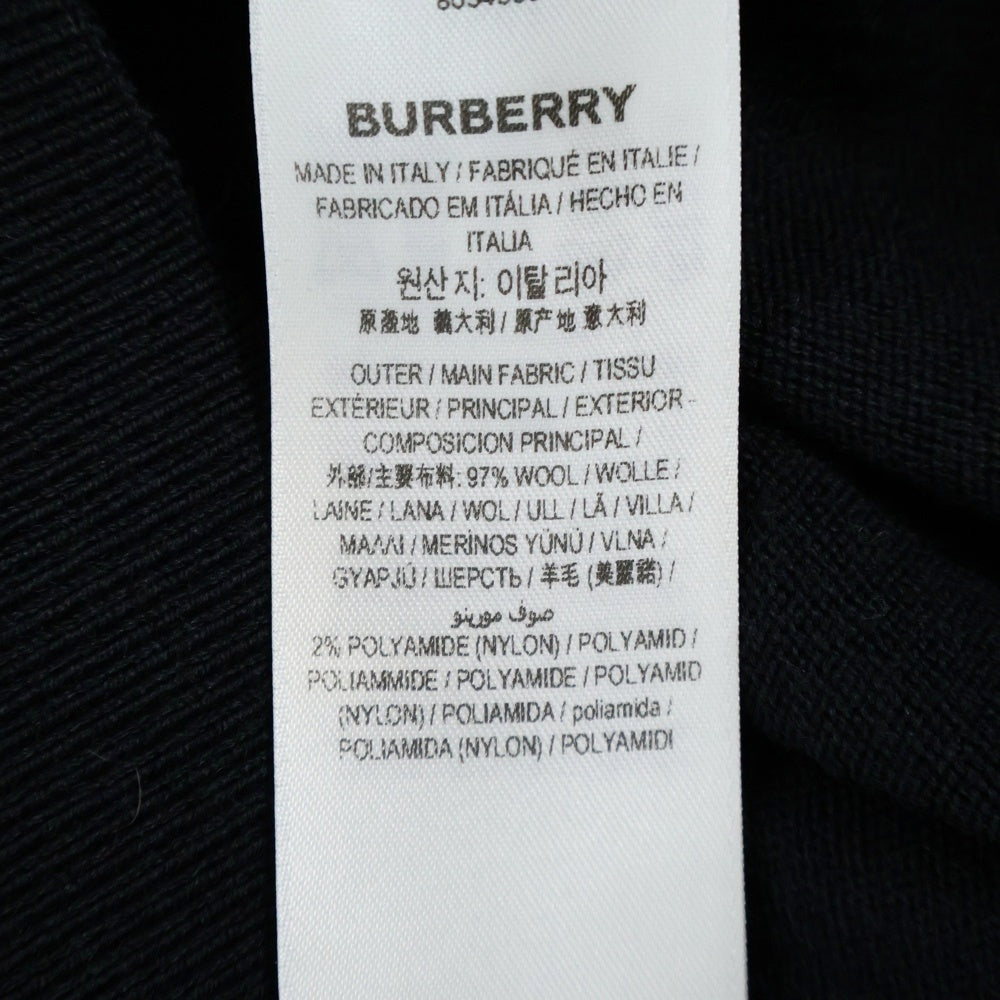 BURBERRY
MADE IN ITALY / FABRIQUÉ EN ITALIE /
FABRICADO EM ITÁLIA / HECHO EN
ITALIA
원산지: 이탈리아
原產地 義大利 / 原产地 意大利
OUTER / MAIN FABRIC / TISSU
EXTÉRIEUR / PRINCIPAL / EXTERIOR -
COMPOSICION PRINCIPAL /
外部/主要布料: 97% WOOL / WOLLE /
LAINE / LANA / WOL / ULL / LÃ / VILLA /
ΜΑΛΛΙ / MERİNOS YÜNÜ / VLNA /
GYAPJÚ / ШЕРСТЬ / 羊毛 (美麗諾) /
صوف مورينو
2% POLYAMIDE (NYLON) / POLYAMID /
POLIAMMIDE / POLYAMIDE / POLYAMID
(NYLON) / POLIAMIDA / poliamida /
POLIAMIDA (NYLON) / POLYAMIDI